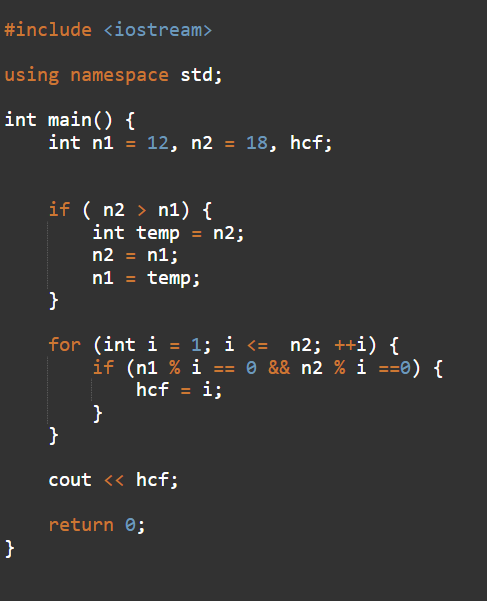 #include <iostream>
using namespace std;
int main() {
    int n1 = 12, n2 = 18, hcf;
    if ( n2 > n1) {
        int temp = n2;
        n2 = n1;
        n1 = temp;
    }
    for (int i = 1; i <=  n2; ++i) {
        if (n1 % i == 0 && n2 % i ==0) {
            hcf = i;
        }
    }
    cout << hcf;
    return 0;
}